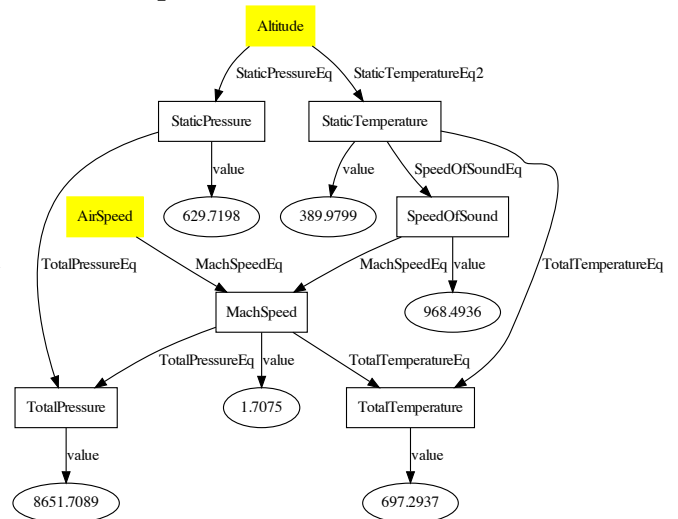 Altitude
StaticPressureEq
StaticTemperatureEq2
StaticPressure
StaticTemperature
value
value
SpeedOfSoundEq
AirSpeed
629.7198
389.9799
SpeedOfSound
TotalPressureEq
MachSpeedEq
MachSpeedEq
value
TotalTemperatureEq
MachSpeed
968.4936
TotalPressureEq
value
TotalTemperatureEq
TotalPressure
1.7075
TotalTemperature
value
value
8651.7089
697.2937